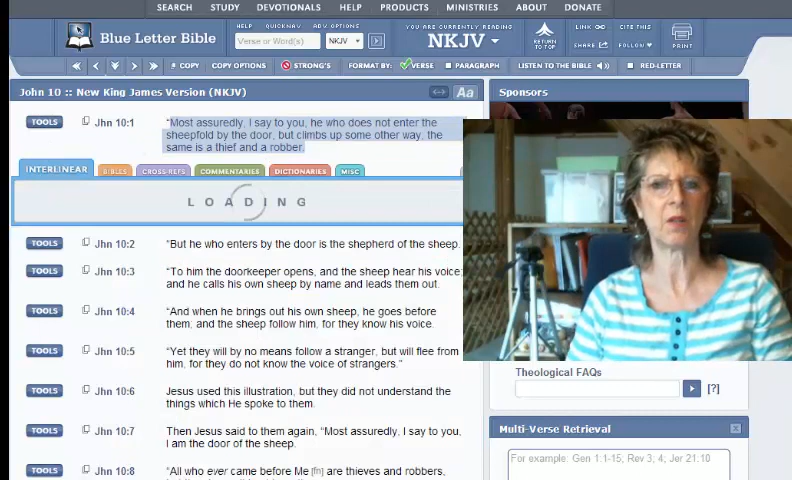 SEARCH STUDY DEVOTIONALS HELP PRODUCTS MINISTRIES ABOUT DONATE
HELP QUICKNAV ADV OPTIONS
YOU ARE CURRENTLY READING
LINK
CITE THIS
Blue Letter Bible
Verse or Word(s)
NKJV
NKJV
RETURN TO TOP
SHARE
FOLLOW
PRINT
COPY COPY OPTIONS STRONG'S FORMAT BY: VERSE PARAGRAPH LISTEN TO THE BIBLE RED-LETTER
John 10 :: New King James Version (NKJV)
Aa
Sponsors
TOOLS Jhn 10:1 "Most assuredly, I say to you, he who does not enter the
sheepfold by the door, but climbs up some other way, the
same is a thief and a robber.
INTERLINEAR BIBLES CROSS-REFS COMMENTARIES DICTIONARIES MISC
LOADING
TOOLS Jhn 10:2 "But he who enters by the door is the shepherd of the sheep.
TOOLS Jhn 10:3 "To him the doorkeeper opens, and the sheep hear his voice;
and he calls his own sheep by name and leads them out.
TOOLS Jhn 10:4 "And when he brings out his own sheep, he goes before
them; and the sheep follow him, for they know his voice.
TOOLS Jhn 10:5 "Yet they will by no means follow a stranger, but will flee from
him, for they do not know the voice of strangers."
TOOLS Jhn 10:6 Jesus used this illustration, but they did not understand the
things which He spoke to them.
TOOLS Jhn 10:7 Then Jesus said to them again, "Most assuredly, I say to you,
I am the door of the sheep.
TOOLS Jhn 10:8 "All who ever came before Me [fn] are thieves and robbers,
Theological FAQs
[?]
Multi-Verse Retrieval
For example: Gen 1:1-15; Rev 3; 4; Jer 21:10